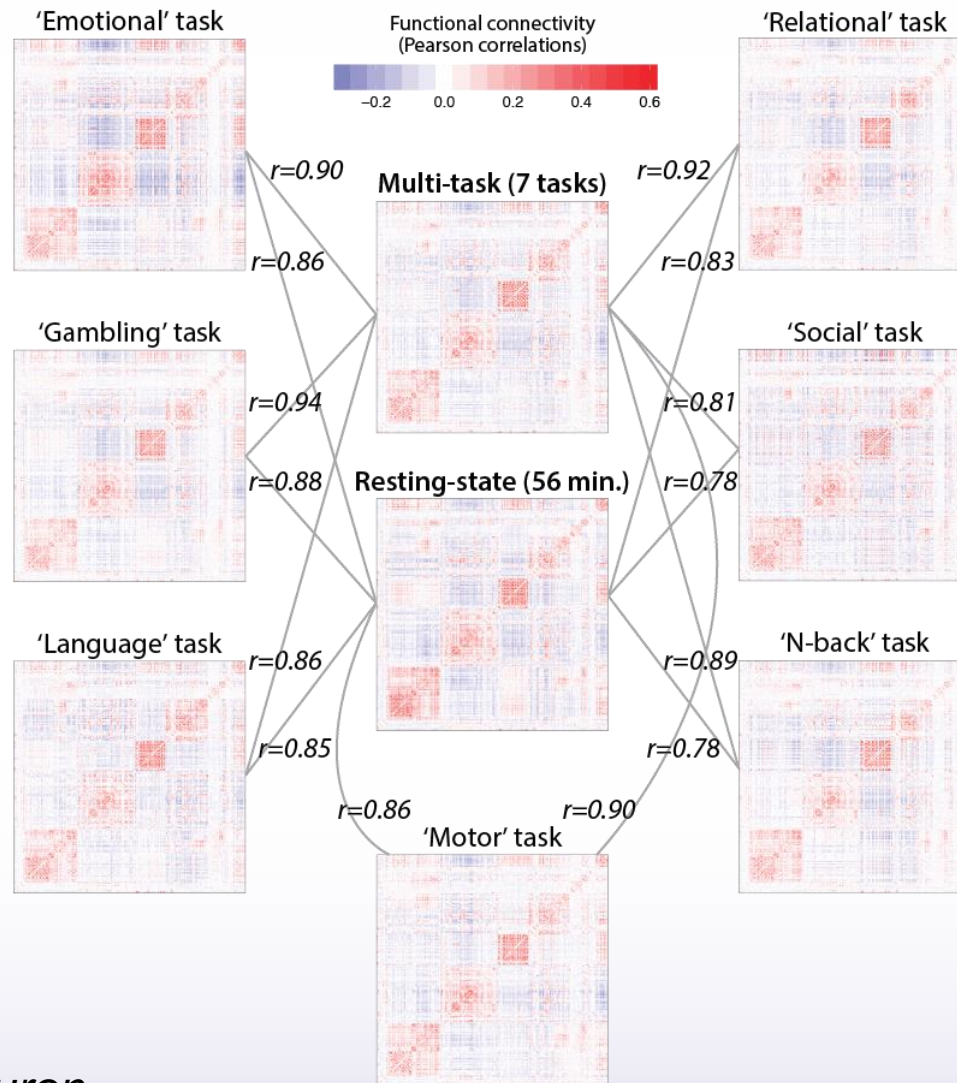 'Emotional' task
Functional connectivity
(Pearson correlations)
−0.2 0.0 0.2 0.4 0.6
'Relational' task
r=0.90
Multi-task (7 tasks)
r=0.92
r=0.86
r=0.83
'Gambling' task
'Social' task
r=0.94
r=0.81
r=0.88
Resting-state (56 min.)
r=0.78
'Language' task
'N-back' task
r=0.86
r=0.89
r=0.85
r=0.78
r=0.86
r=0.90
'Motor' task